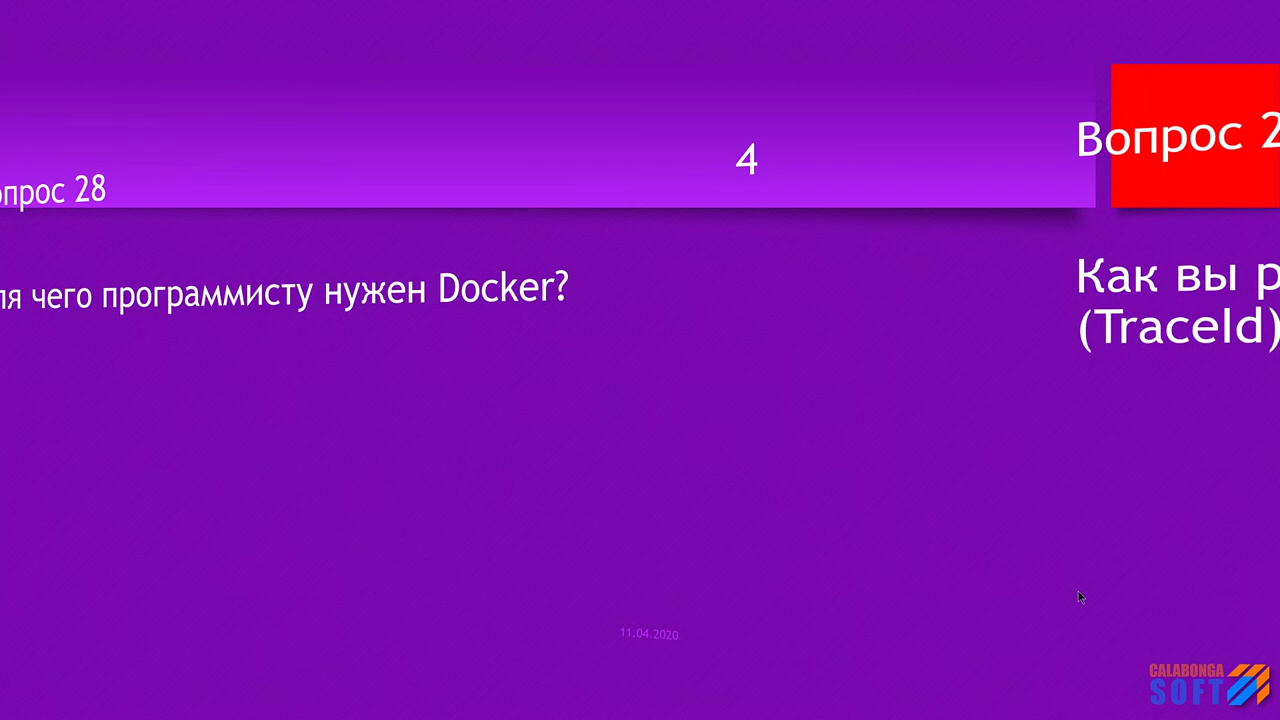 опрос 28
4
ля чего программисту нужен Docker?
Вопрос 2
Как вы р
(TraceId)
11.04.2020
CALABONGA
SOFT